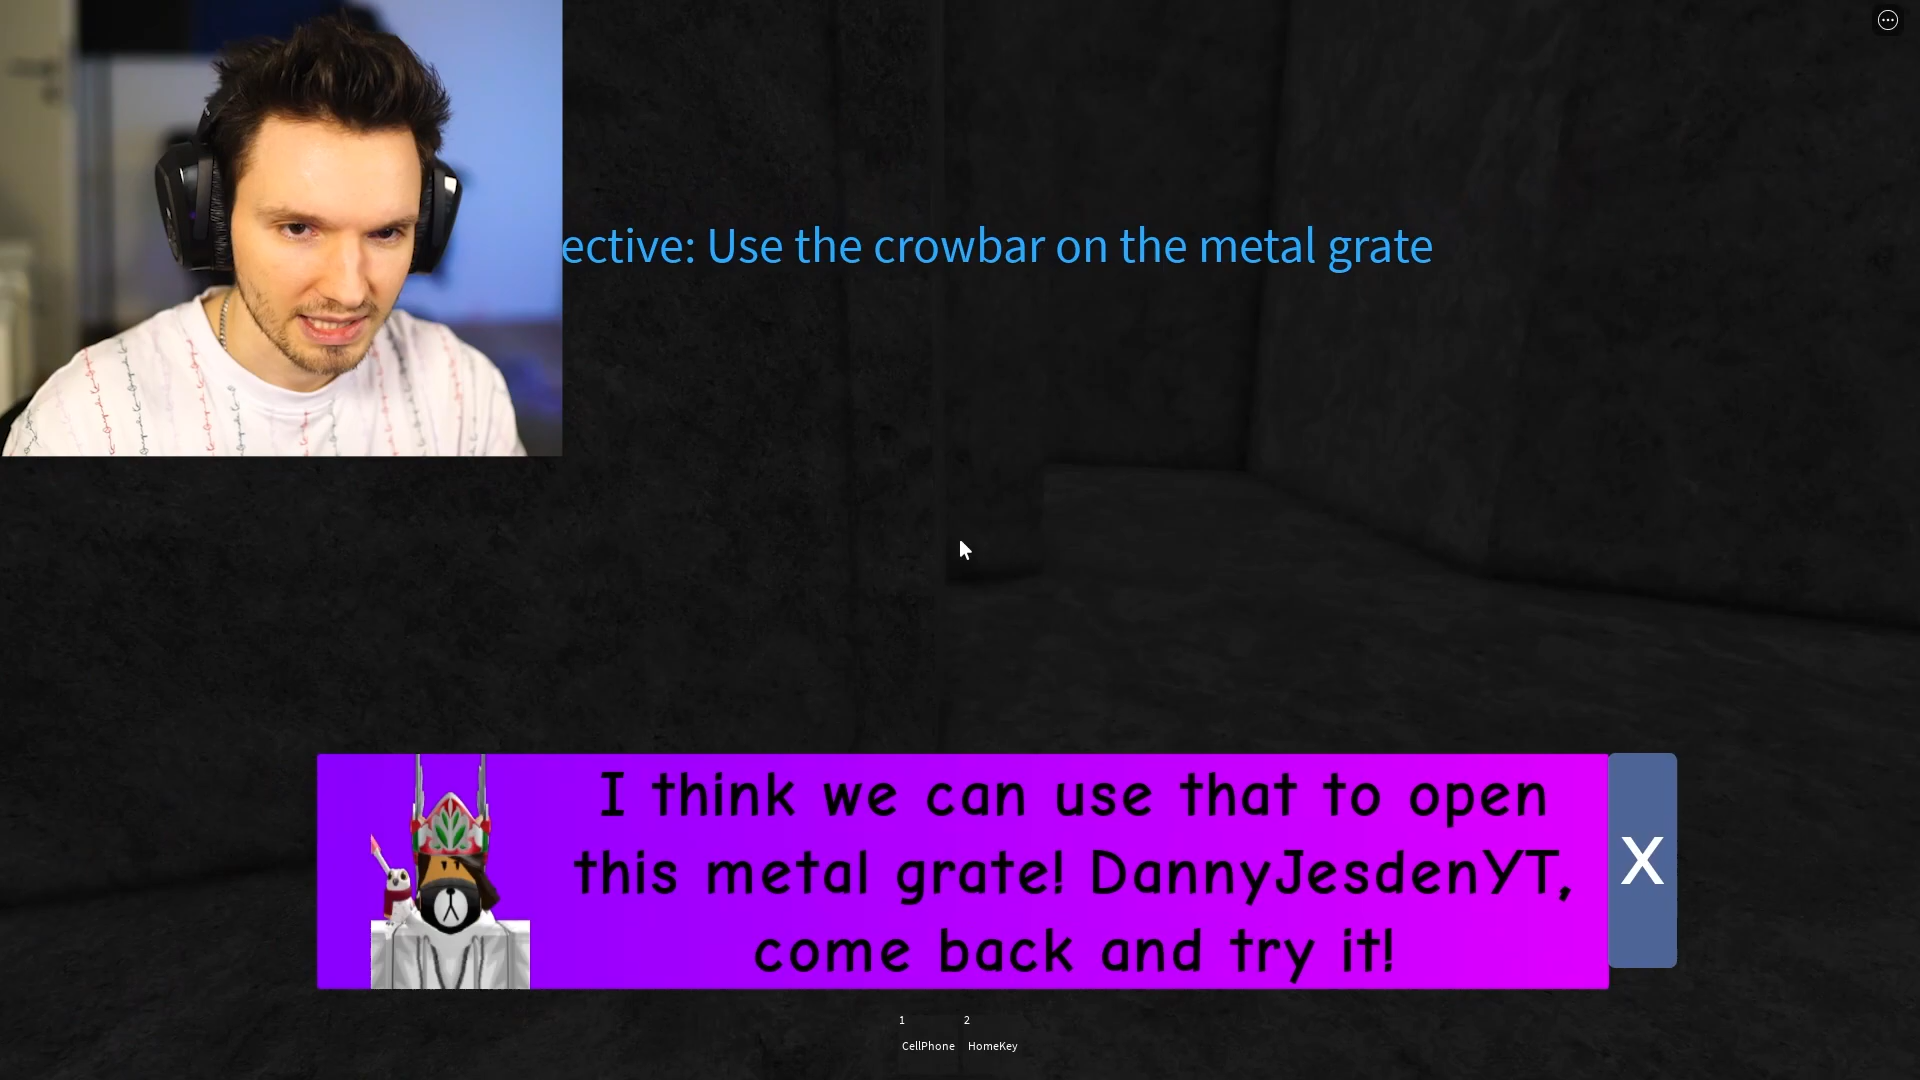 ective: Use the crowbar on the metal grate
I think we can use that to open
this metal grate! DannyJesdenYT,
come back and try it!
X
1 2
CellPhone HomeKey